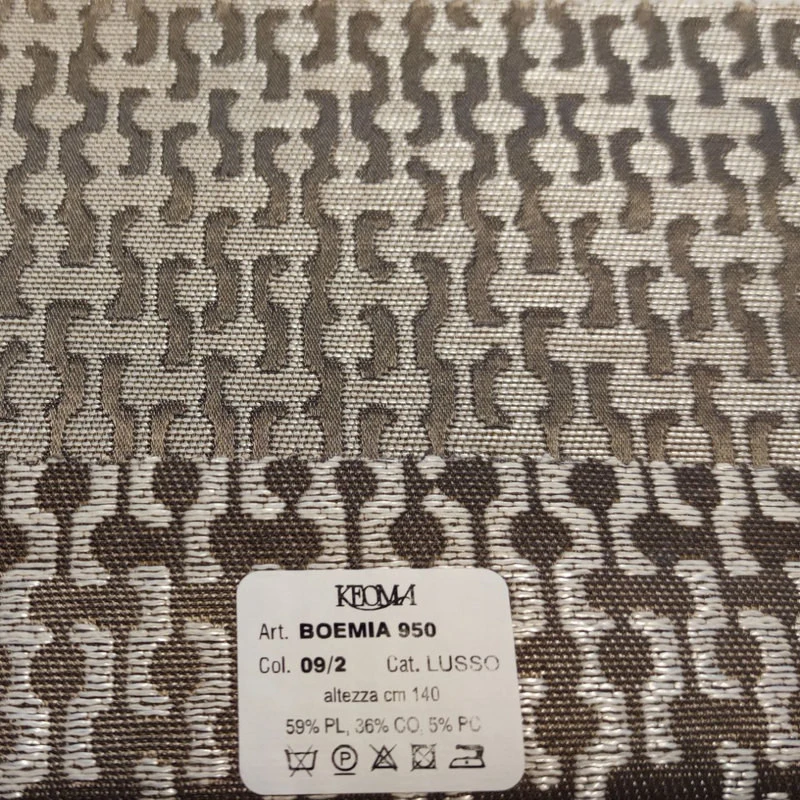 KEOMA
Art. BOEMIA 950
Col. 09/2 Cat. LUSSO
altezza cm 140
59% PL, 36% CO, 5% PC
P